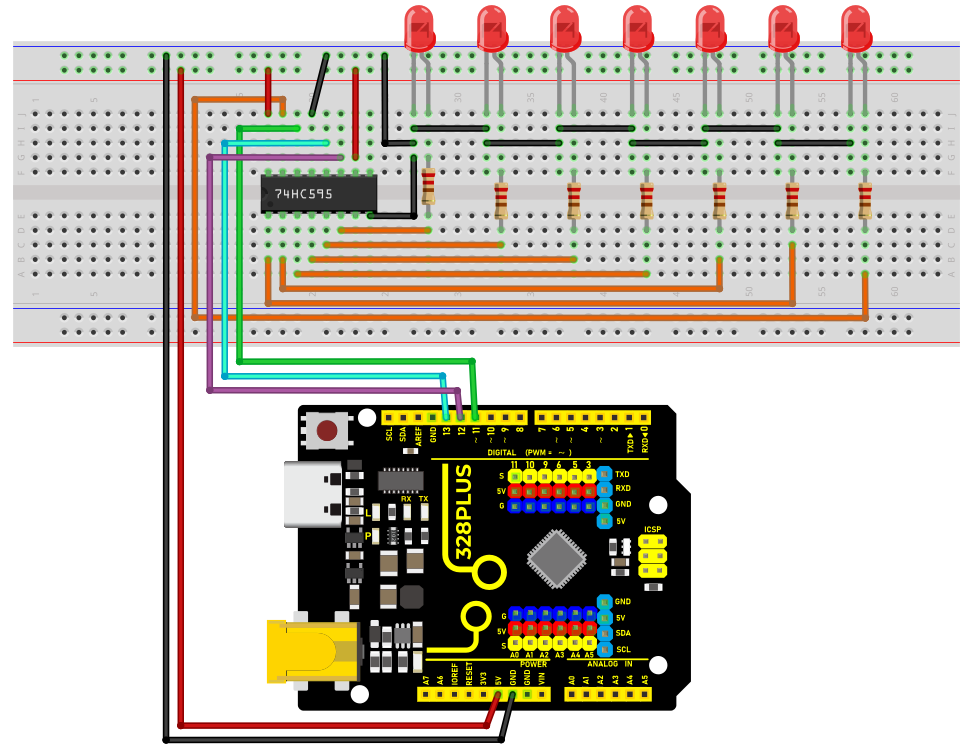 1 5 30 35 40 45 50 55 60
J
I
H
G
F
74HC595
E
D
C
B
A
1 5 50 55 60
SCL SDA AREF GND 13 12 ~11 ~10 ~9 8 7 ~6 ~5 4 ~3 2 TXD▶1 RXD◀0
DIGITAL (PWM = ~ )
11 10 9 6 5 3
S
5V
G
TXD
RXD
GND
5V
RX TX
L
P
328PLUS
ICSP
G
5V
S
A0 A1 A2 A3 A4 A5
GND
5V
SDA
SCL
POWER
ANALOG IN
A7 A6 IOREF RESET 3V3 5V GND GND VIN A0 A1 A2 A3 A4 A5